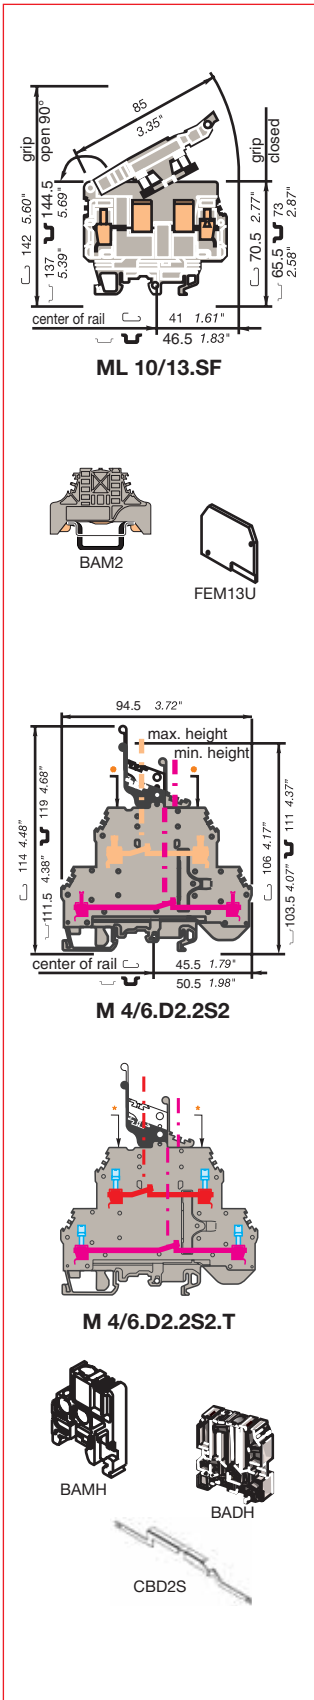 85
3.35"
grip
open 90°
144.5
5.69"
142 5.60"
137
5.39"
grip
closed
70.5 2.77"
73
2.87"
65.5
2.58"
center of rail 41 1.61"
46.5 1.83"
ML 10/13.SF
BAM2
FEM13U
94.5 3.72"
max. height
min. height
119 4.68"
114 4.48"
111.5 4.38"
111 4.37"
106 4.17"
103.5 4.07"
center of rail 45.5 1.79"
50.5 1.98"
M 4/6.D2.2S2
* *
M 4/6.D2.2S2.T
BAMH
BADH
CBD2S